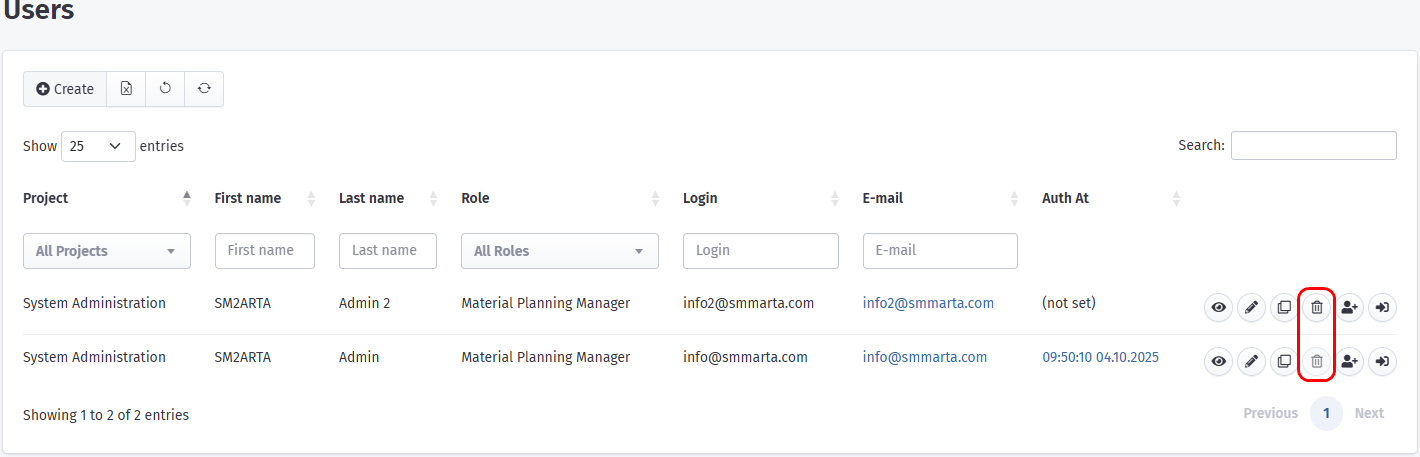 Users
Create
Show 25 entries
Search:
Project First name Last name Role Login E-mail Auth At
All Projects First name Last name All Roles Login E-mail
System Administration SM2ARTA Admin 2 Material Planning Manager info2@smmarta.com info2@smmarta.com (not set)
System Administration SM2ARTA Admin Material Planning Manager info@smmarta.com info@smmarta.com 09:50:10 04.10.2025
Showing 1 to 2 of 2 entries
Previous 1 Next